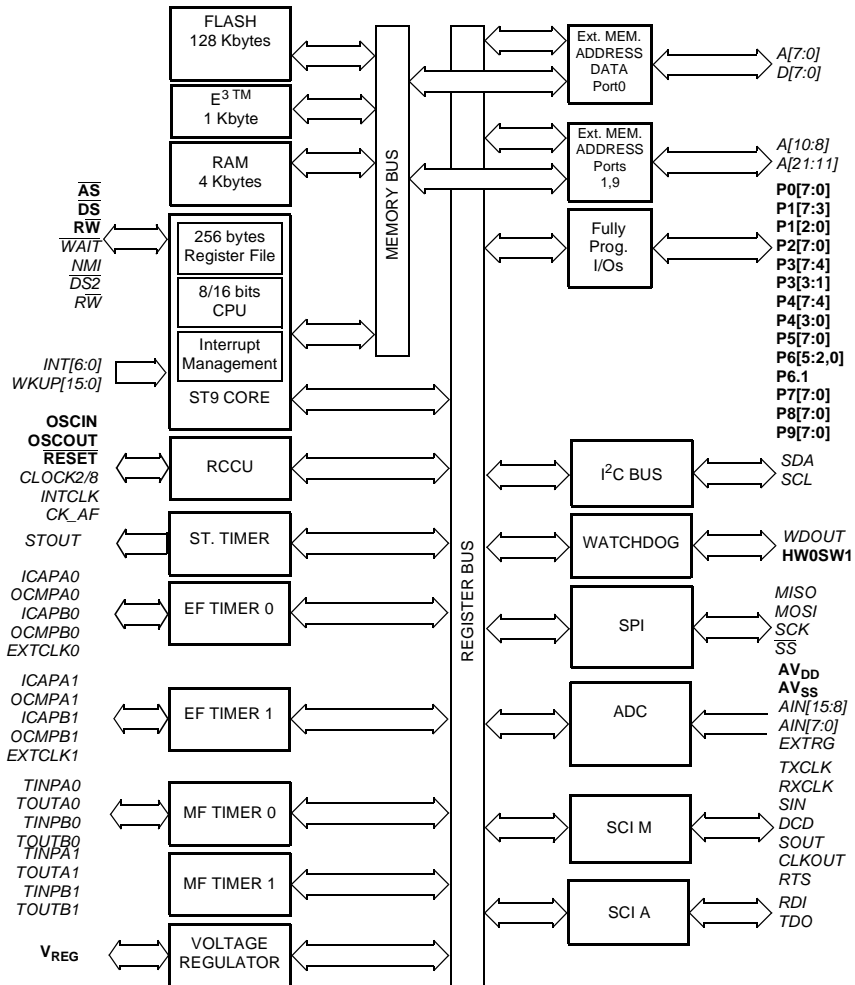 FLASH
128 Kbytes
E³ ᵀᴹ
1 Kbyte
RAM
4 Kbytes
A̅S̅
D̅S̅
RW̅
W̅A̅I̅T̅
NMI
D̅S̅2̅
RW̅
256 bytes
Register File
8/16 bits
CPU
Interrupt
Management
ST9 CORE
INT[6:0]
WKUP[15:0]
OSCIN
OSCOUT
R̅E̅S̅E̅T̅
CLOCK2/8
INTCLK
CK_AF
RCCU
STOUT
ST. TIMER
ICAPA0
OCMPA0
ICAPB0
OCMPB0
EXTCLK0
EF TIMER 0
ICAPA1
OCMPA1
ICAPB1
OCMPB1
EXTCLK1
EF TIMER 1
TINPA0
TOUTA0
TINPB0
TOUTB0
MF TIMER 0
TINPA1
TOUTA1
TINPB1
TOUTB1
MF TIMER 1
V_REG
VOLTAGE
REGULATOR
MEMORY BUS
REGISTER BUS
Ext. MEM.
ADDRESS
DATA
Port0
A[7:0]
D[7:0]
Ext. MEM.
ADDRESS
Ports
1,9
A[10:8]
A[21:11]
Fully
Prog.
I/Os
P0[7:0]
P1[7:3]
P1[2:0]
P2[7:0]
P3[7:4]
P3[3:1]
P4[7:4]
P4[3:0]
P5[7:0]
P6[5:2,0]
P6.1
P7[7:0]
P8[7:0]
P9[7:0]
I²C BUS
SDA
SCL
WATCHDOG
WDOUT
HW0SW1
SPI
MISO
MOSI
SCK
S̅S̅
ADC
AV_DD
AV_SS
AIN[15:8]
AIN[7:0]
EXTRG
SCI M
TXCLK
RXCLK
SIN
DCD
SOUT
CLKOUT
RTS
SCI A
RDI
TDO